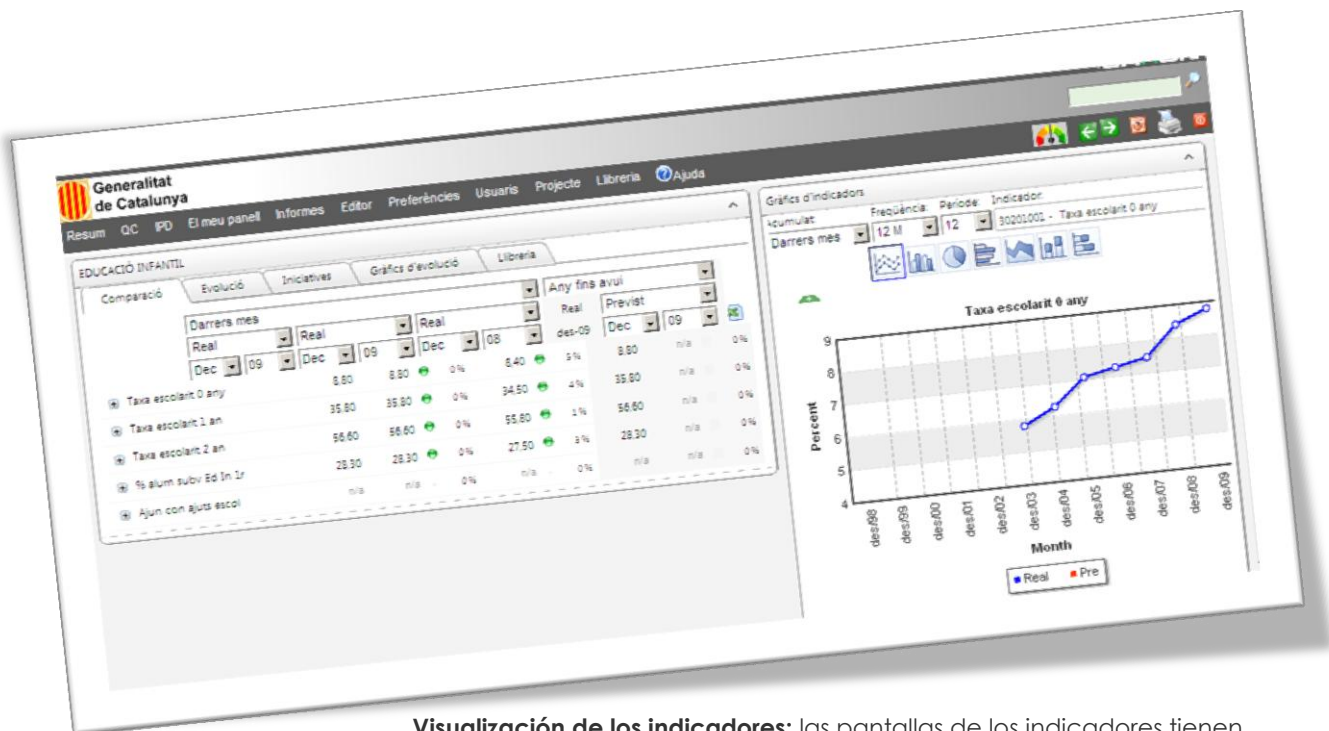 Generalitat
de Catalunya
Resum QC IPD El meu panell Informes Editor Preferències Usuaris Projecte Llibreria Ajuda
EDUCACIÓ INFANTIL
Comparació Evolució Iniciatives Gràfics d'evolució Llibreria
Darrers mes Any fins avui
Real Real Real Real Previst
Dec 09 Dec 09 Dec 08 des-09 Dec 09
Taxa escolarit 0 any 8,80 8,80 0% 8,40 5% 8,80 n/a 0%
Taxa escolarit 1 an 35,80 35,80 0% 34,50 4% 35,80 n/a 0%
Taxa escolarit 2 an 56,60 56,60 0% 55,80 1% 56,60 n/a 0%
% alum subv Ed In 1r 28,30 28,30 0% 27,50 3% 28,30 n/a 0%
Ajun con ajuts escol n/a n/a 0% n/a 0% n/a n/a 0%
Gràfics d'indicadors
Acumulat: Freqüència: Període: Indicador:
Darrers mes 12 M 12 30201001 - Taxa escolarit 0 any
Taxa escolarit 0 any
Percent
9
8
7
6
5
4
des/98 des/99 des/00 des/01 des/02 des/03 des/04 des/05 des/06 des/07 des/08 des/09
Month
Real Pre
Visualización de los indicadores: las pantallas de los indicadores tienen